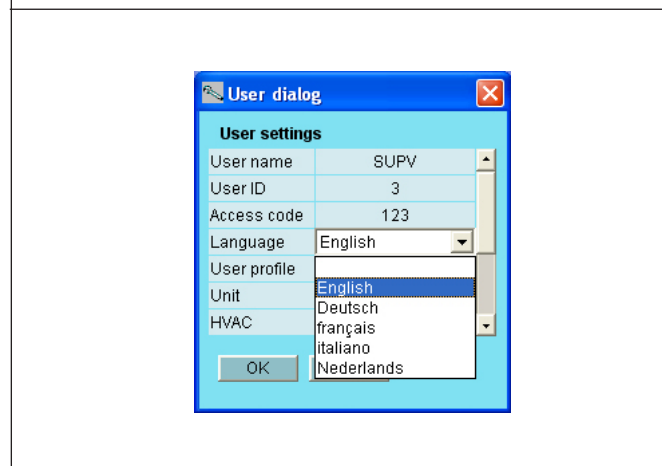 User dialog
User settings
User name SUPV
User ID 3
Access code 123
Language English
User profile
Unit English
HVAC Deutsch
français
italiano
OK Nederlands